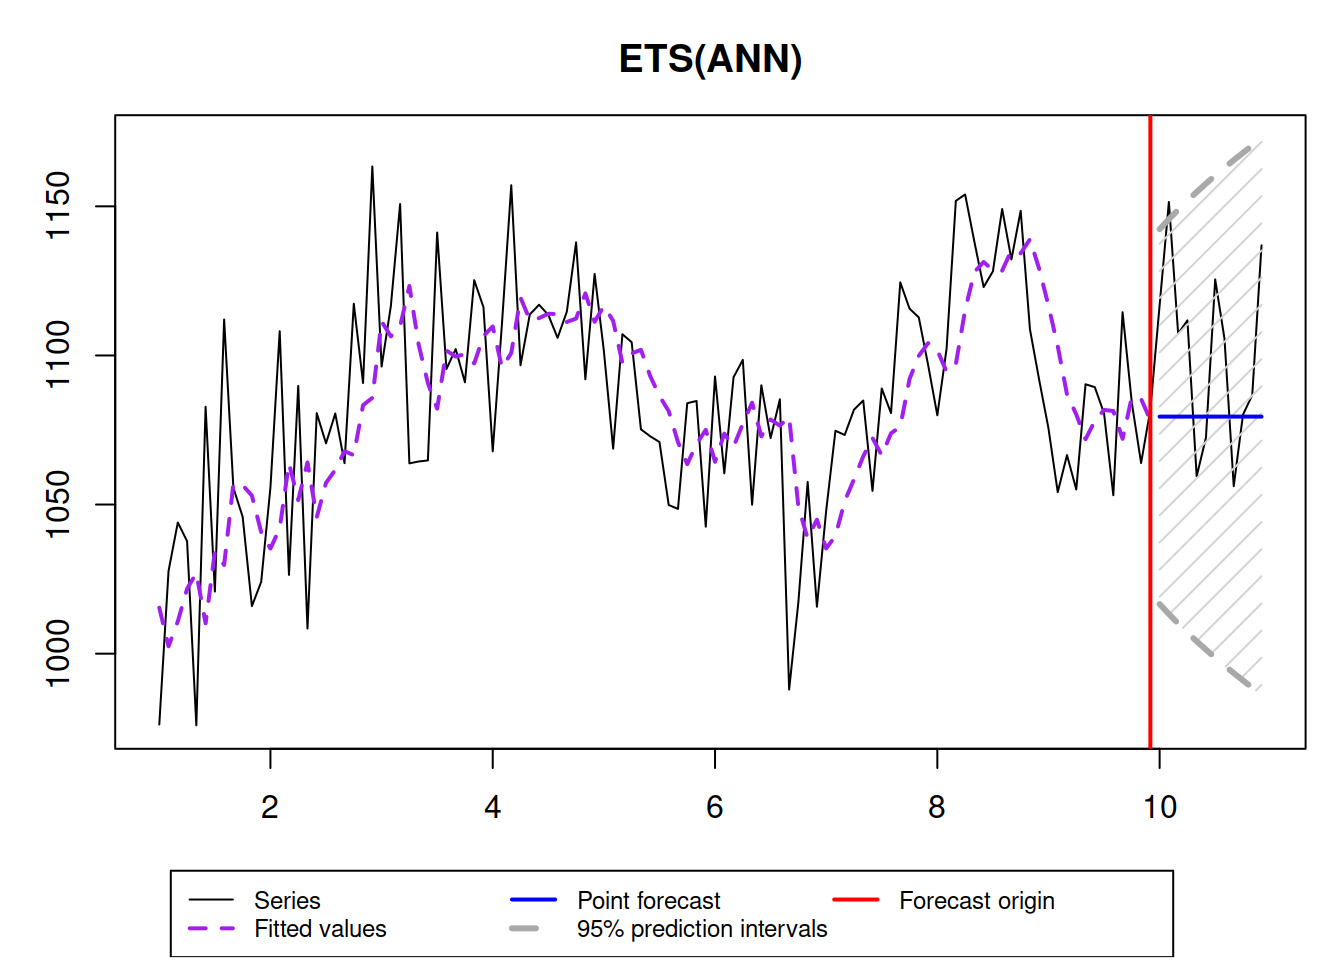 ETS(ANN)
1150
1100
1050
1000
2 4 6 8 10
Series Point forecast Forecast origin
Fitted values 95% prediction intervals